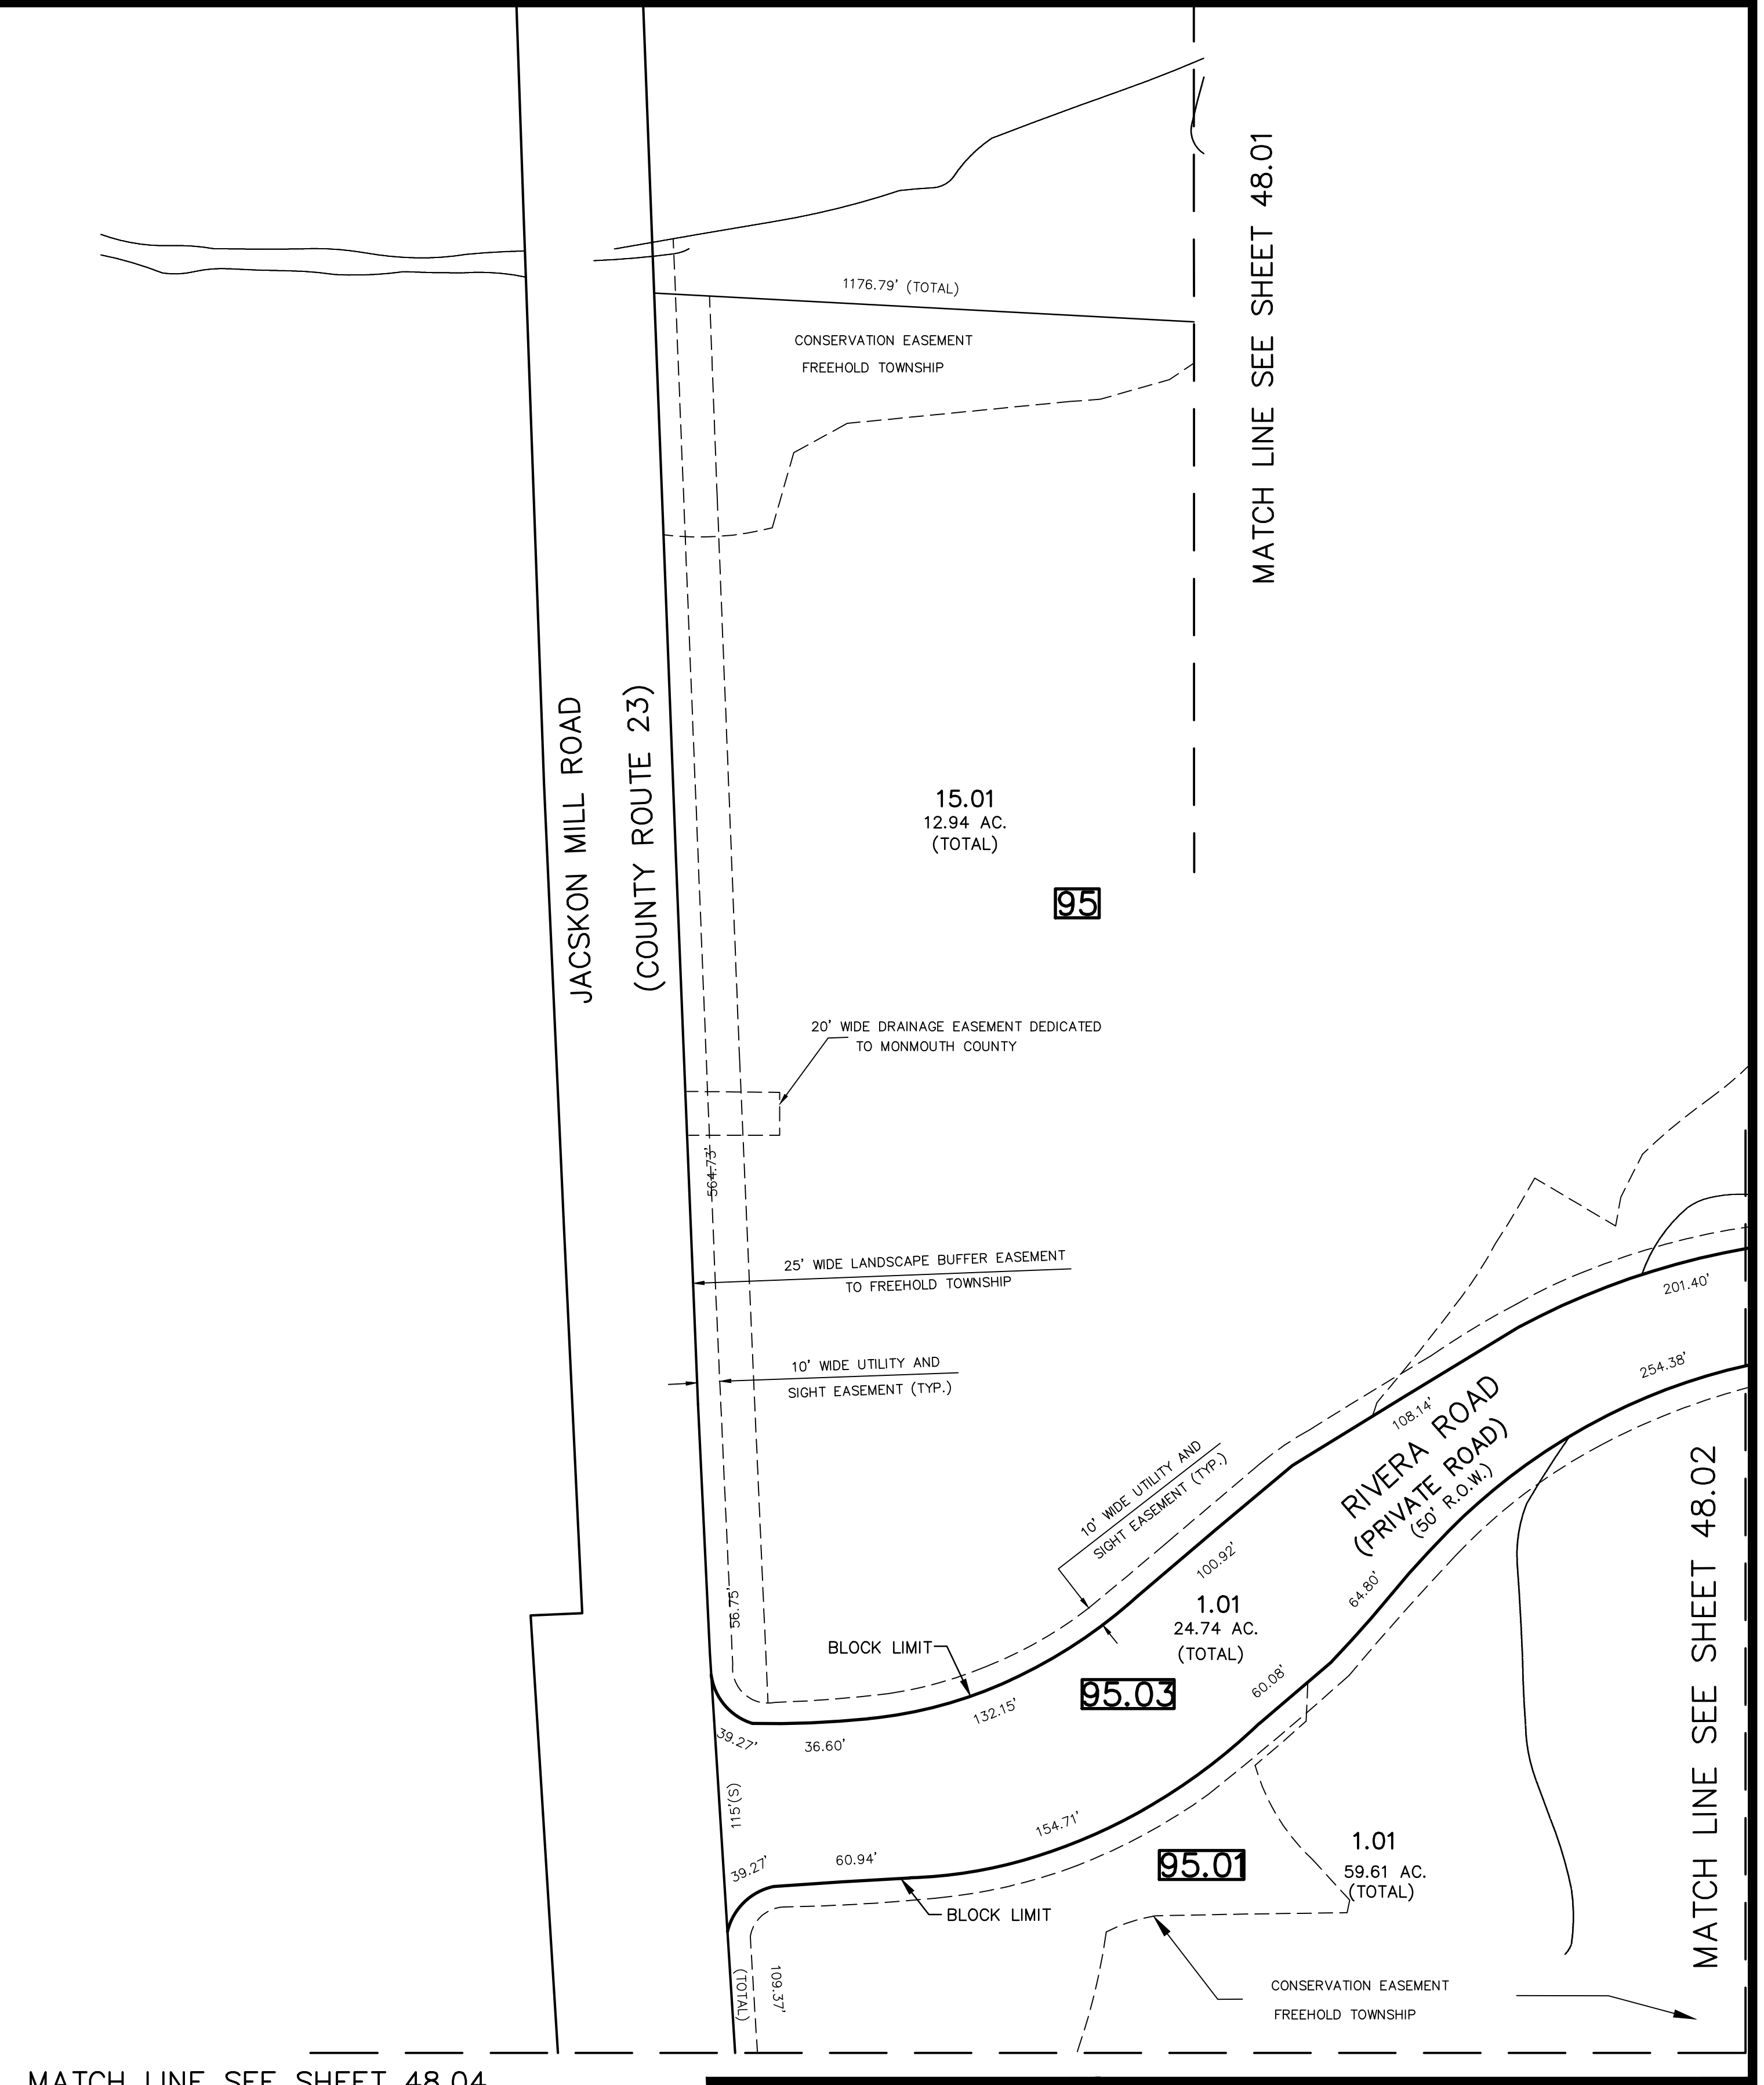 MATCH LINE SEE SHEET 48.01
1176.79' (TOTAL)
CONSERVATION EASEMENT
FREEHOLD TOWNSHIP
JACSKON MILL ROAD
(COUNTY ROUTE 23)
15.01
12.94 AC.
(TOTAL)
95
20' WIDE DRAINAGE EASEMENT DEDICATED
TO MONMOUTH COUNTY
564.73'
25' WIDE LANDSCAPE BUFFER EASEMENT
TO FREEHOLD TOWNSHIP
10' WIDE UTILITY AND
SIGHT EASEMENT (TYP.)
201.40'
254.38'
108.14'
RIVERA ROAD
(PRIVATE ROAD)
(50' R.O.W.)
10' WIDE UTILITY AND
SIGHT EASEMENT (TYP.)
100.92'
64.80'
56.75'
1.01
24.74 AC.
(TOTAL)
BLOCK LIMIT
95.03
60.08'
132.15'
39.27'
36.60'
115'(S)
154.71'
39.27'
60.94'
95.01
1.01
59.61 AC.
(TOTAL)
BLOCK LIMIT
(TOTAL)
109.37'
CONSERVATION EASEMENT
FREEHOLD TOWNSHIP
MATCH LINE SEE SHEET 48.02
MATCH LINE SEE SHEET 48.04